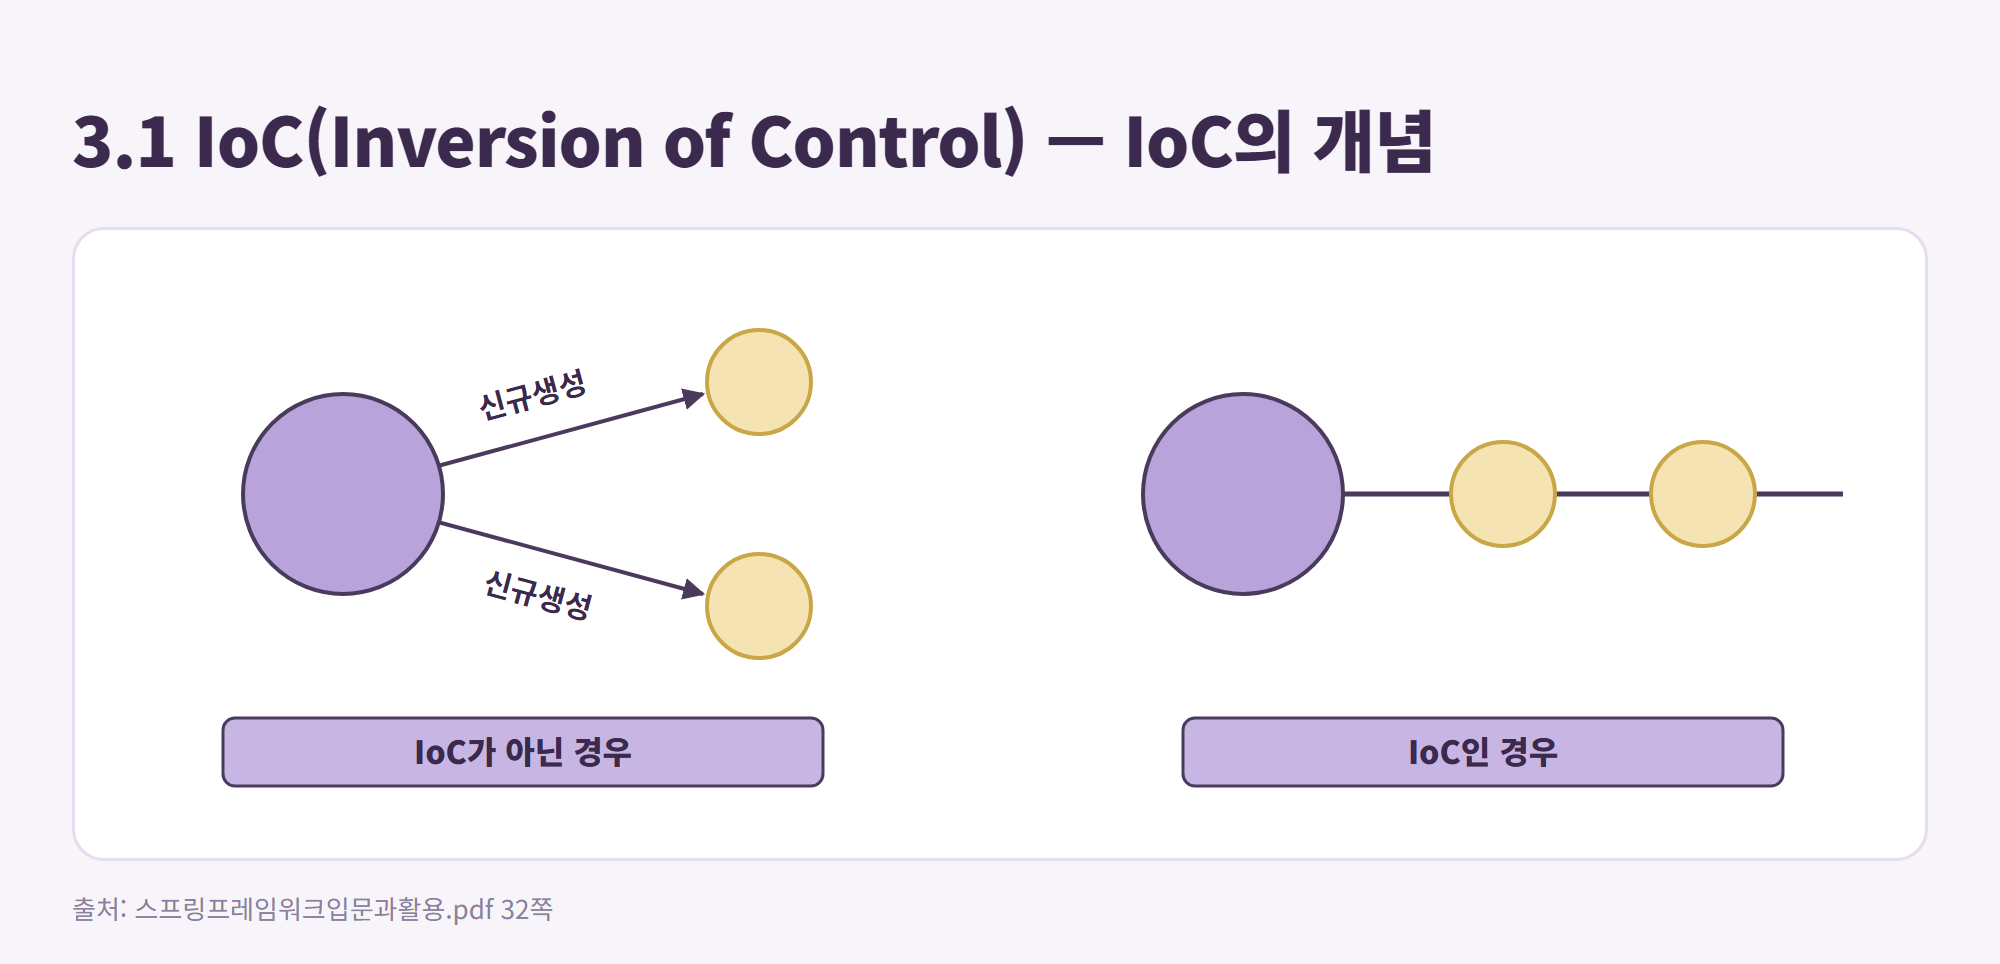 3.1 IoC(Inversion of Control) — IoC의 개념
신규생성
신규생성
IoC가 아닌 경우
IoC인 경우
출처: 스프링프레임워크입문과활용.pdf 32쪽